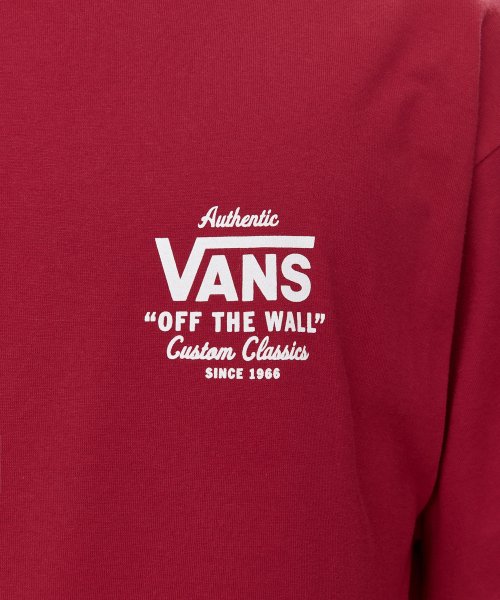 Authentic
VANS
“OFF THE WALL”
Custom Classics
SINCE 1966